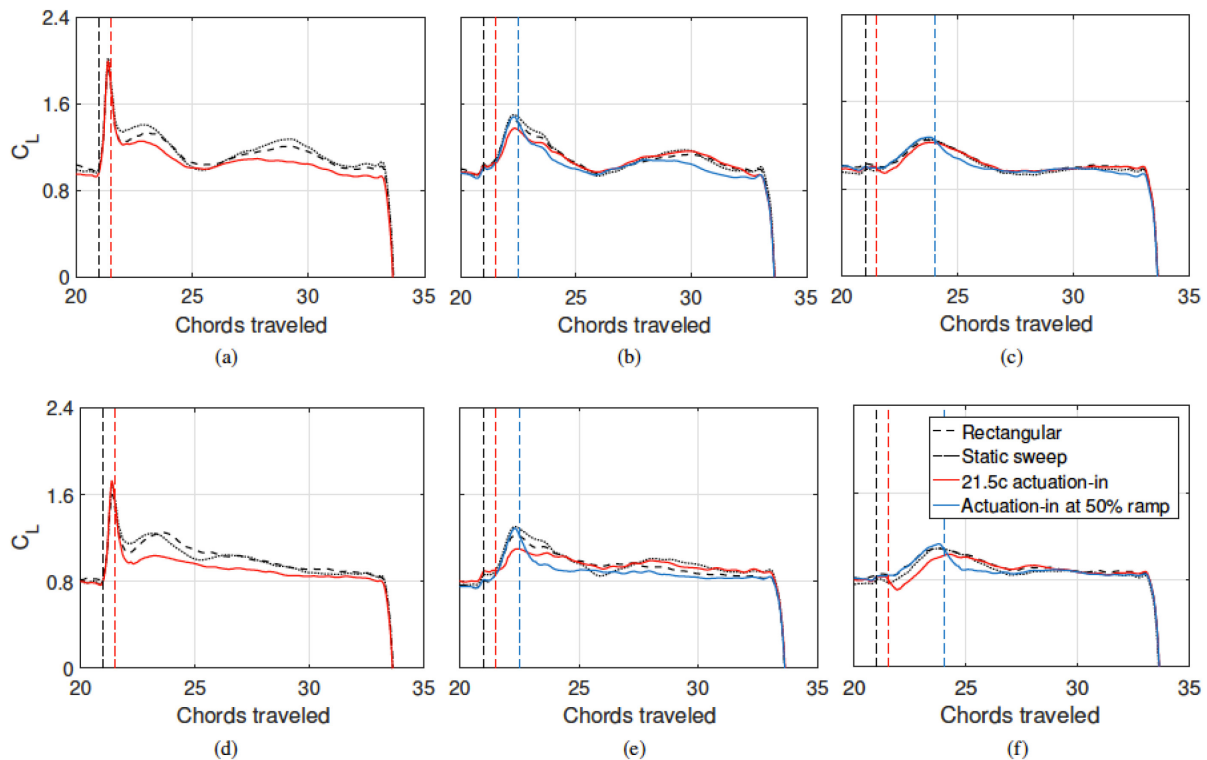 2.4
1.6
0.8
0
C_L
20 25 30 35
20 25 30 35
20 25 30 35
Chords traveled
Chords traveled
Chords traveled
(a)
(b)
(c)
2.4
1.6
0.8
0
C_L
Rectangular
Static sweep
21.5c actuation-in
Actuation-in at 50% ramp
20 25 30 35
20 25 30 35
20 25 30 35
Chords traveled
Chords traveled
Chords traveled
(d)
(e)
(f)